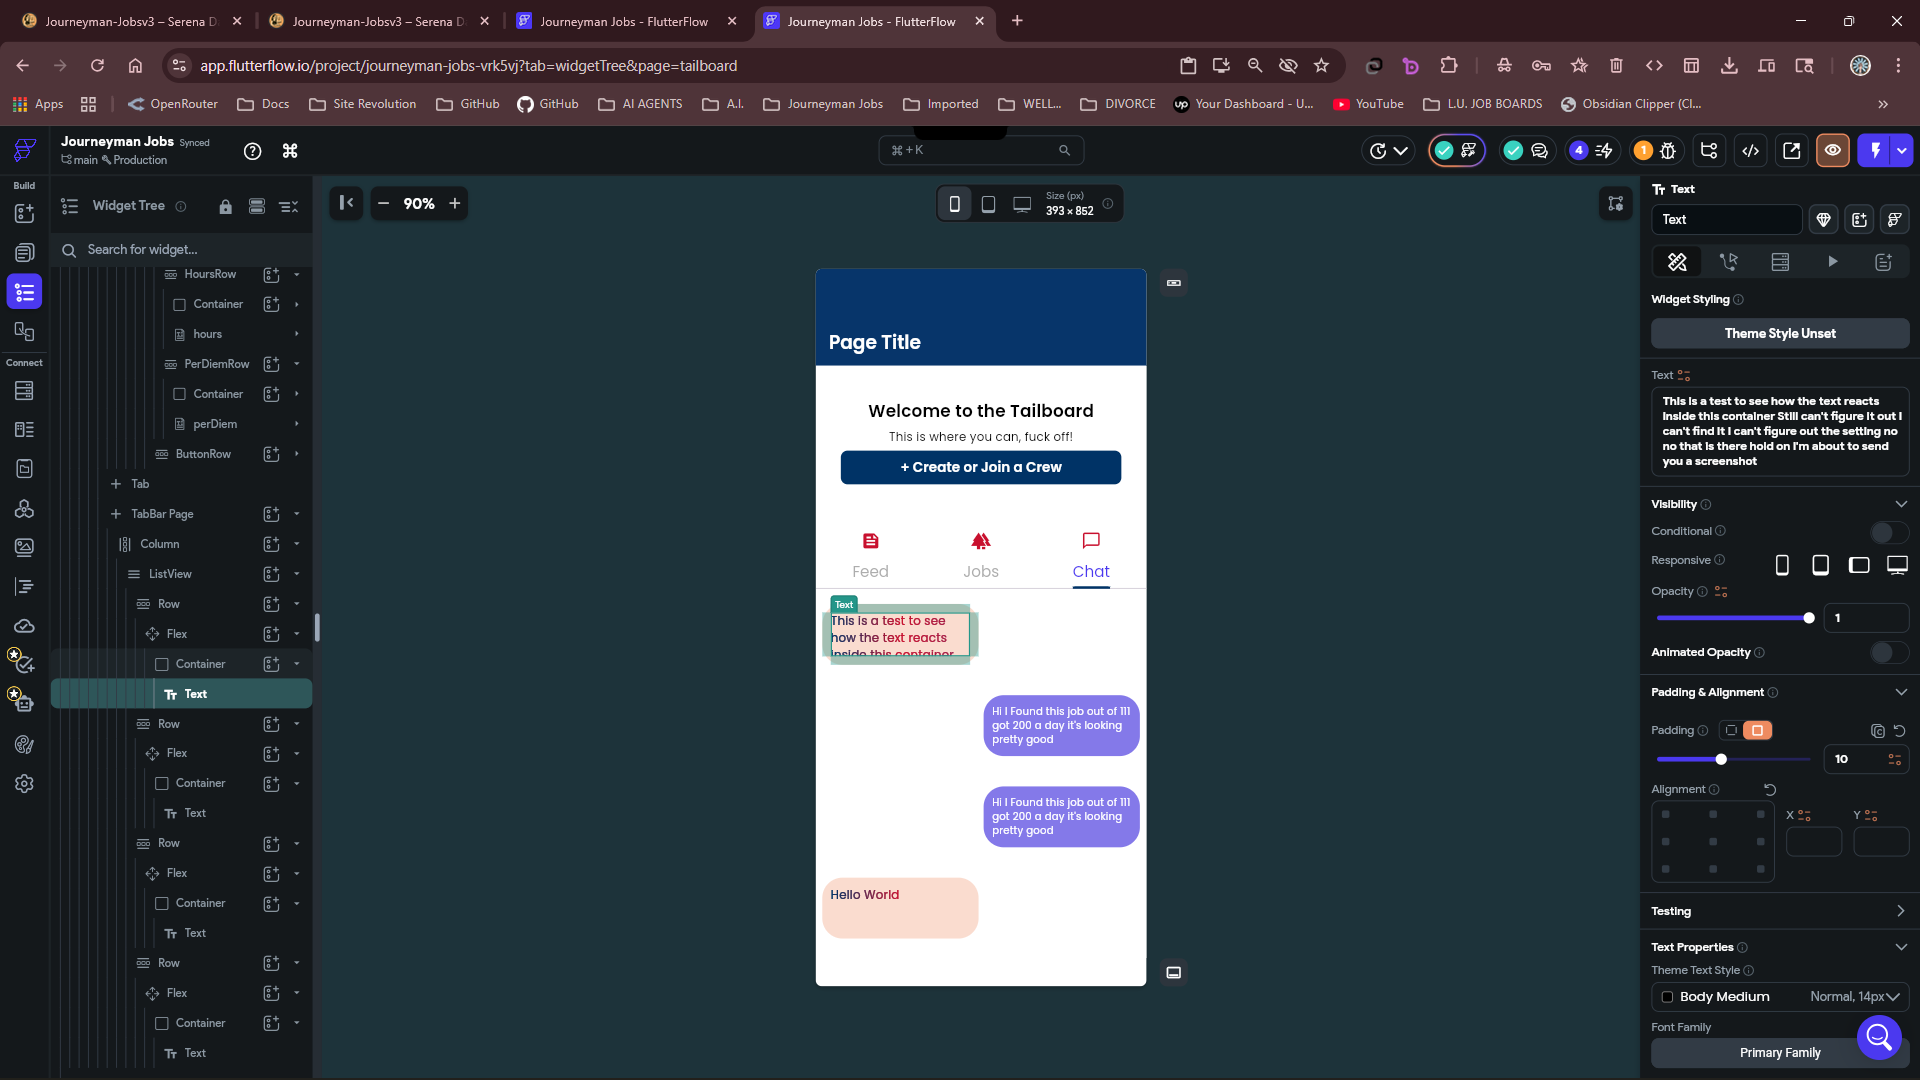 Journeyman-Jobsv3 – Serena D
Journeyman-Jobsv3 – Serena D
Journeyman Jobs - FlutterFlow
Journeyman Jobs - FlutterFlow
app.flutterflow.io/project/journeyman-jobs-vrk5vj?tab=widgetTree&page=tailboard
Apps
OpenRouter
Docs
Site Revolution
GitHub
GitHub
AI AGENTS
A.I.
Journeyman Jobs
Imported
WELL...
DIVORCE
up
Your Dashboard - U...
YouTube
L.U. JOB BOARDS
Obsidian Clipper (Cl...
Journeyman Jobs Synced
main Production
⌘+K
4
1
Build
Connect
Widget Tree
Search for widget...
HoursRow
Container
hours
PerDiemRow
Container
perDiem
ButtonRow
Tab
TabBar Page
Column
ListView
Row
Flex
Container
Text
Row
Flex
Container
Text
Row
Flex
Container
Text
Row
Flex
Container
Text
90%
Size (px)
393 × 852
Page Title
Welcome to the Tailboard
This is where you can, fuck off!
+ Create or Join a Crew
Feed
Jobs
Chat
Text
This is a test to see
how the text reacts
inside this container
Hi I Found this job out of 111
got 200 a day it's looking
pretty good
Hi I Found this job out of 111
got 200 a day it's looking
pretty good
Hello World
Text
Text
Widget Styling
Theme Style Unset
Text
This is a test to see how the text reacts
Inside this container Still can't figure it out I
can't find it I can't figure out the setting no
no that is there hold on I'm about to send
you a screenshot
Visibility
Conditional
Responsive
Opacity
1
Animated Opacity
Padding & Alignment
Padding
10
Alignment
X
Y
Testing
Text Properties
Theme Text Style
Body Medium
Normal, 14px
Font Family
Primary Family